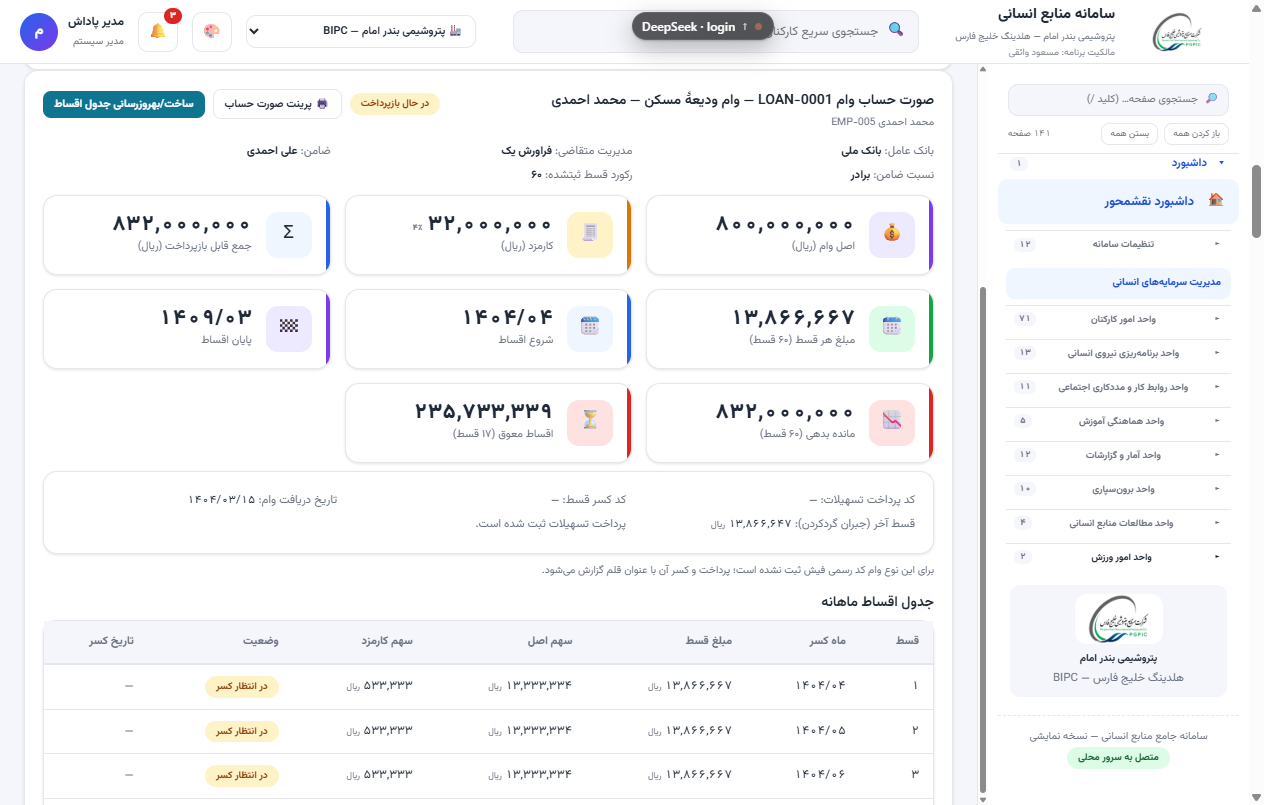 سامانه منابع انسانی
پتروشیمی بندر امام — هلدینگ خلیج فارس
مالکیت برنامه: مسعود واثقی
جستجوی سریع کارکنا
DeepSeek · login ↑
پتروشیمی بندر امام — BIPC
۳
مدیر پاداش
مدیر سیستم
م
جستجوی صفحه… (کلید /)
باز کردن همه
بستن همه
۱۴۱ صفحه
داشبورد
۱
داشبورد نقشمحور
تنظیمات سامانه
۱۲
مدیریت سرمایه‌های انسانی
واحد امور کارکنان
۷۱
واحد برنامه‌ریزی نیروی انسانی
۱۳
واحد روابط کار و مددکاری اجتماعی
۱۱
واحد هماهنگی آموزش
۵
واحد آمار و گزارشات
۱۲
واحد برون‌سپاری
۱۰
واحد مطالعات منابع انسانی
۴
واحد امور ورزش
۲
PGPIC
پتروشیمی بندر امام
هلدینگ خلیج فارس — BIPC
سامانه جامع منابع انسانی — نسخه نمایشی
متصل به سرور محلی
صورت حساب وام LOAN-0001 — وام ودیعهٔ مسکن — محمد احمدی
محمد احمدی EMP-005
در حال بازپرداخت
پرینت صورت حساب
ساخت/بهروزرسانی جدول اقساط
بانک عامل: بانک ملی
مدیریت متقاضی: فراورش یک
ضامن: علی احمدی
نسبت ضامن: برادر
رکورد قسط ثبتشده: ۶۰
۸۰۰,۰۰۰,۰۰۰
اصل وام (ریال)
۳۲,۰۰۰,۰۰۰ ۴٪
کارمزد (ریال)
Σ
۸۳۲,۰۰۰,۰۰۰
جمع قابل بازپرداخت (ریال)
۱۳,۸۶۶,۶۶۷
مبلغ هر قسط (۶۰ قسط)
۱۴۰۴/۰۴
شروع اقساط
۱۴۰۹/۰۳
پایان اقساط
۸۳۲,۰۰۰,۰۰۰
مانده بدهی (۶۰ قسط)
۲۳۵,۷۳۳,۳۳۹
اقساط معوق (۱۷ قسط)
کد پرداخت تسهیلات: —
کد کسر قسط: —
تاریخ دریافت وام: ۱۴۰۴/۰۳/۱۵
قسط آخر (جبران گردکردن): ۱۳,۸۶۶,۶۴۷ ریال
پرداخت تسهیلات ثبت شده است.
برای این نوع وام کد رسمی فیش ثبت نشده است؛ پرداخت و کسر آن با عنوان قلم گزارش می‌شود.
جدول اقساط ماهانه
قسط ماه کسر مبلغ قسط سهم اصل سهم کارمزد وضعیت تاریخ کسر
۱ ۱۴۰۴/۰۴ ۱۳,۸۶۶,۶۶۷ ریال ۱۳,۳۳۳,۳۳۴ ریال ۵۳۳,۳۳۳ ریال در انتظار کسر —
۲ ۱۴۰۴/۰۵ ۱۳,۸۶۶,۶۶۷ ریال ۱۳,۳۳۳,۳۳۴ ریال ۵۳۳,۳۳۳ ریال در انتظار کسر —
۳ ۱۴۰۴/۰۶ ۱۳,۸۶۶,۶۶۷ ریال ۱۳,۳۳۳,۳۳۴ ریال ۵۳۳,۳۳۳ ریال در انتظار کسر —